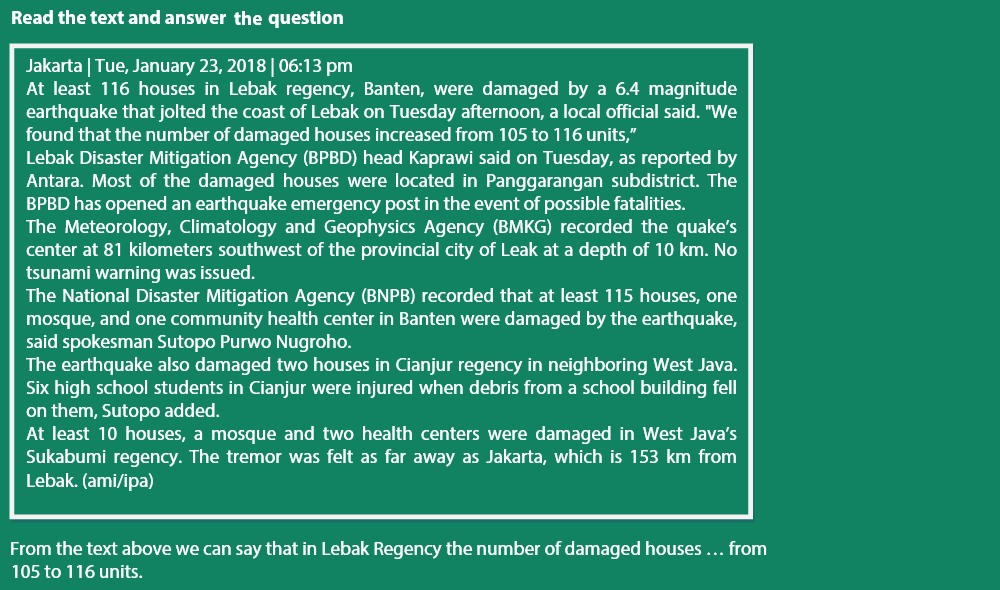 Read the text and answer the question
Jakarta | Tue, January 23, 2018 | 06:13 pm
At least 116 houses in Lebak regency, Banten, were damaged by a 6.4 magnitude
earthquake that jolted the coast of Lebak on Tuesday afternoon, a local official said. "We
found that the number of damaged houses increased from 105 to 116 units,”
Lebak Disaster Mitigation Agency (BPBD) head Kaprawi said on Tuesday, as reported by
Antara. Most of the damaged houses were located in Panggarangan subdistrict. The
BPBD has opened an earthquake emergency post in the event of possible fatalities.
The Meteorology, Climatology and Geophysics Agency (BMKG) recorded the quake’s
center at 81 kilometers southwest of the provincial city of Leak at a depth of 10 km. No
tsunami warning was issued.
The National Disaster Mitigation Agency (BNPB) recorded that at least 115 houses, one
mosque, and one community health center in Banten were damaged by the earthquake,
said spokesman Sutopo Purwo Nugroho.
The earthquake also damaged two houses in Cianjur regency in neighboring West Java.
Six high school students in Cianjur were injured when debris from a school building fell
on them, Sutopo added.
At least 10 houses, a mosque and two health centers were damaged in West Java’s
Sukabumi regency. The tremor was felt as far away as Jakarta, which is 153 km from
Lebak. (ami/ipa)
From the text above we can say that in Lebak Regency the number of damaged houses … from
105 to 116 units.